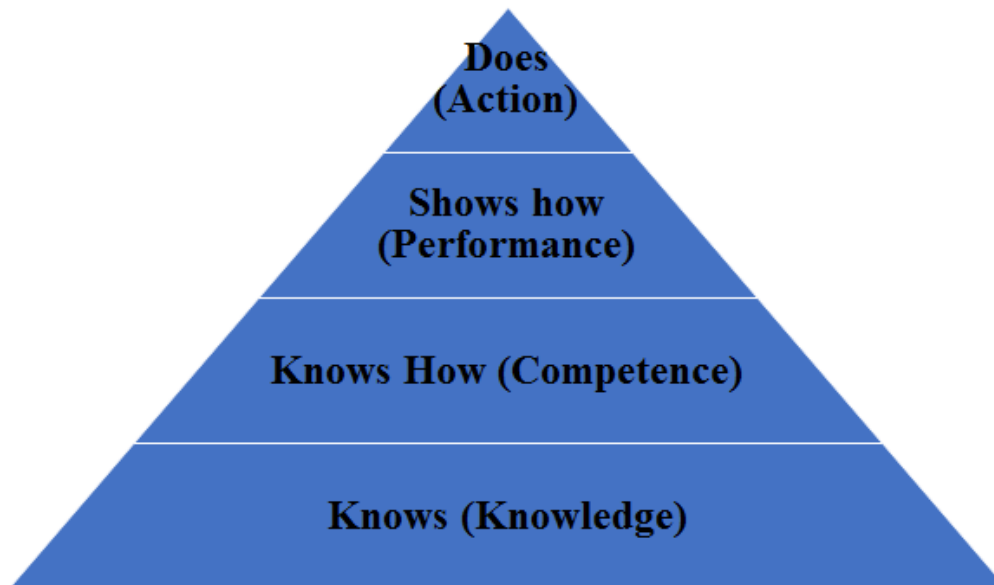 Does
(Action)
Shows how
(Performance)
Knows How (Competence)
Knows (Knowledge)